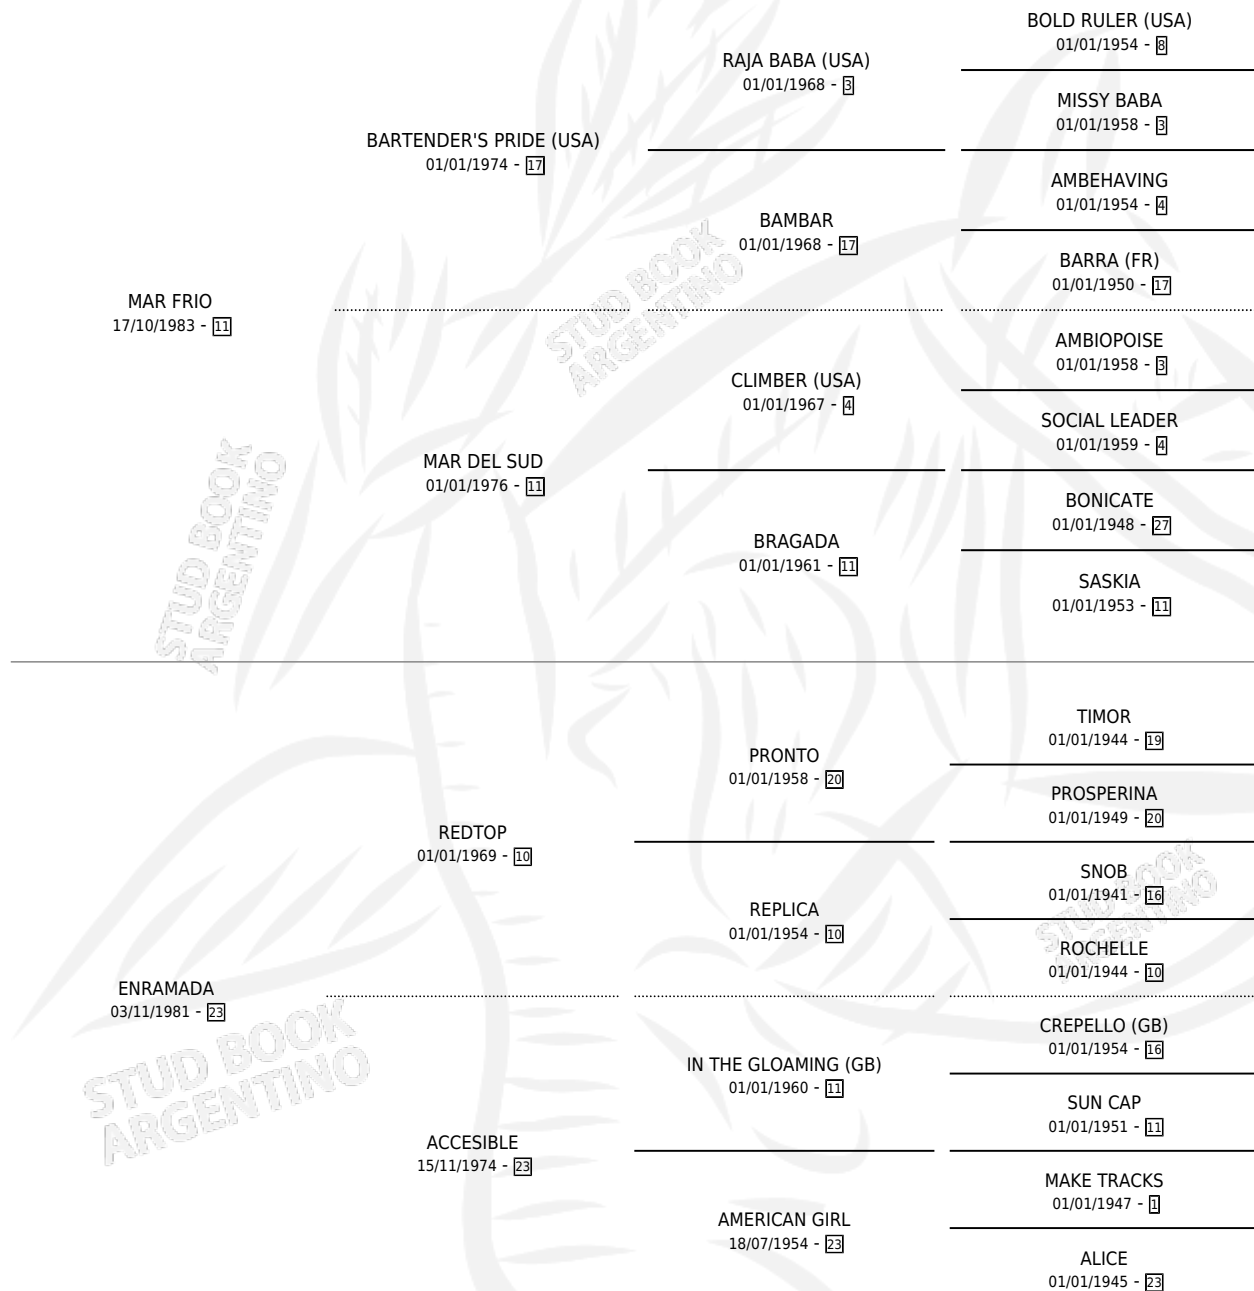 BOLD RULER (USA)
01/01/1954 - 8
RAJA BABA (USA)
01/01/1968 - 3
MISSY BABA
01/01/1958 - 3
BARTENDER'S PRIDE (USA)
01/01/1974 - 17
AMBEHAVING
01/01/1954 - 4
BAMBAR
01/01/1968 - 17
BARRA (FR)
01/01/1950 - 17
MAR FRIO
17/10/1983 - 11
STUD BOOK
ARGENTINO
AMBIOPOISE
01/01/1958 - 3
CLIMBER (USA)
01/01/1967 - 4
SOCIAL LEADER
01/01/1959 - 4
MAR DEL SUD
01/01/1976 - 11
BONICATE
01/01/1948 - 27
BRAGADA
01/01/1961 - 11
SASKIA
01/01/1953 - 11
STUD BOOK
ARGENTINO
TIMOR
01/01/1944 - 19
PRONTO
01/01/1958 - 20
PROSPERINA
01/01/1949 - 20
REDTOP
01/01/1969 - 10
SNOB
01/01/1941 - 16
REPLICA
01/01/1954 - 10
ROCHELLE
01/01/1944 - 10
STUD BOOK
ARGENTINO
ENRAMADA
03/11/1981 - 23
STUD BOOK
ARGENTINO
CREPELLO (GB)
01/01/1954 - 16
IN THE GLOAMING (GB)
01/01/1960 - 11
SUN CAP
01/01/1951 - 11
ACCESIBLE
15/11/1974 - 23
MAKE TRACKS
01/01/1947 - 1
AMERICAN GIRL
18/07/1954 - 23
ALICE
01/01/1945 - 23